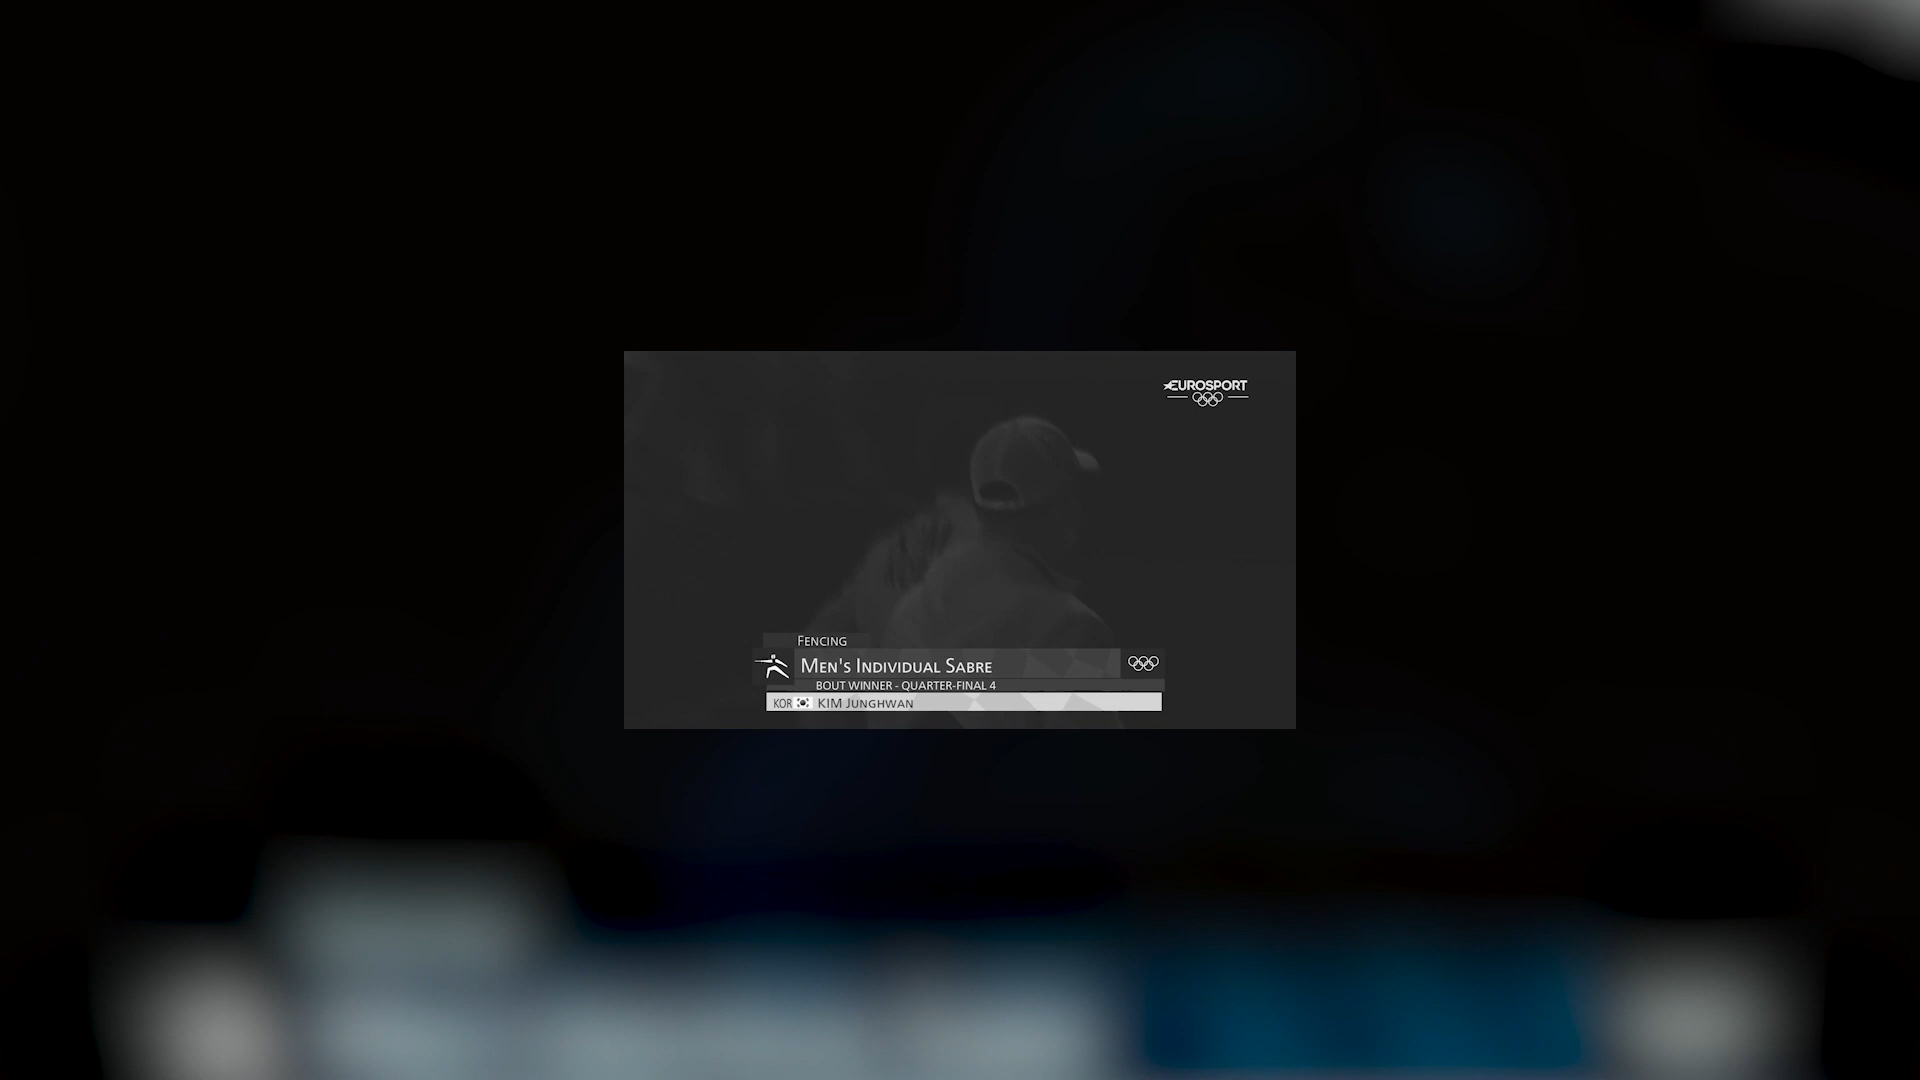 EUROSPORT
FENCING
MEN'S INDIVIDUAL SABRE
BOUT WINNER - QUARTER-FINAL 4
KOR KIM JUNGHWAN